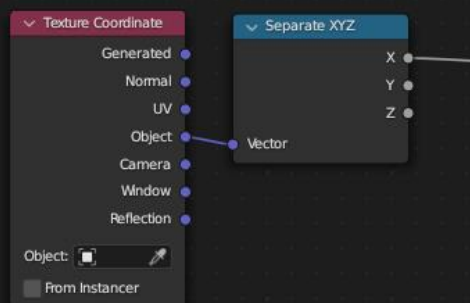 Texture Coordinate
Generated
Normal
UV
Object
Camera
Window
Reflection
Object:
From Instancer
Separate XYZ
X
Y
Z
Vector